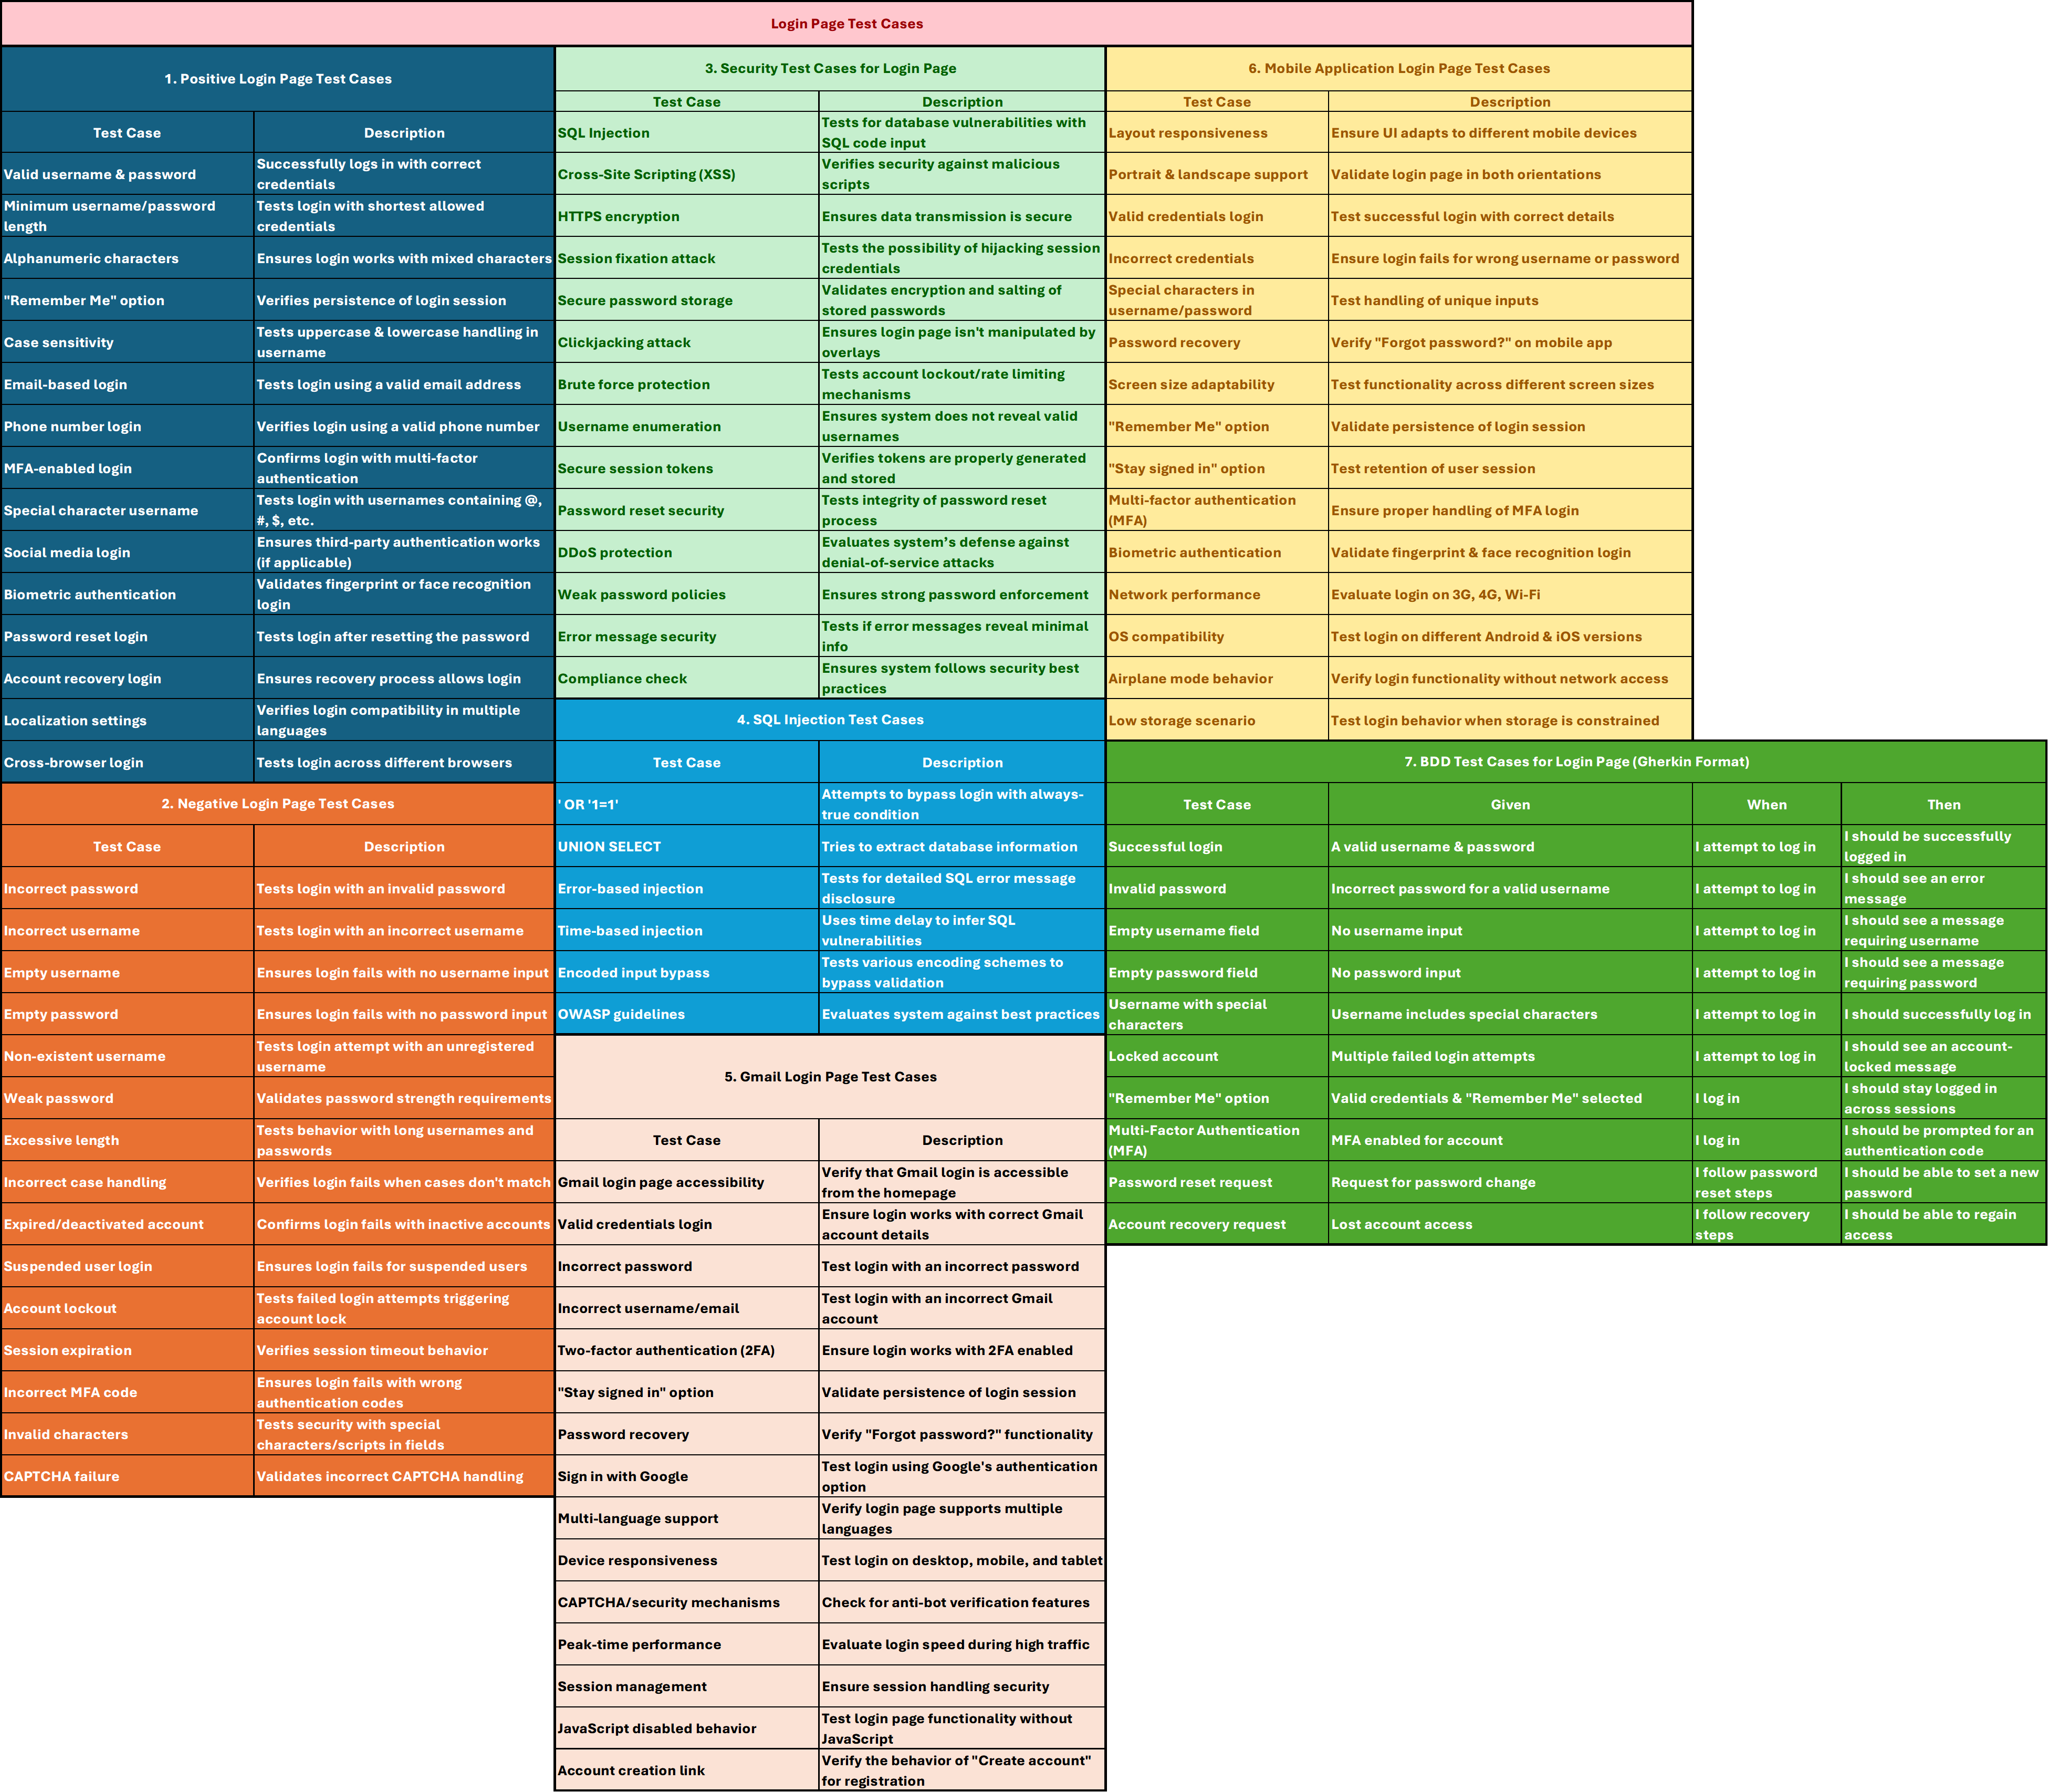 Login Page Test Cases
1. Positive Login Page Test Cases
Test Case
Description
Valid username & password
Successfully logs in with correct
credentials
Minimum username/password
length
Tests login with shortest allowed
credentials
Alphanumeric characters
Ensures login works with mixed characters
"Remember Me" option
Verifies persistence of login session
Case sensitivity
Tests uppercase & lowercase handling in
username
Email-based login
Tests login using a valid email address
Phone number login
Verifies login using a valid phone number
MFA-enabled login
Confirms login with multi-factor
authentication
Special character username
Tests login with usernames containing @,
#, $, etc.
Social media login
Ensures third-party authentication works
(if applicable)
Biometric authentication
Validates fingerprint or face recognition
login
Password reset login
Tests login after resetting the password
Account recovery login
Ensures recovery process allows login
Localization settings
Verifies login compatibility in multiple
languages
Cross-browser login
Tests login across different browsers
2. Negative Login Page Test Cases
Test Case
Description
Incorrect password
Tests login with an invalid password
Incorrect username
Tests login with an incorrect username
Empty username
Ensures login fails with no username input
Empty password
Ensures login fails with no password input
Non-existent username
Tests login attempt with an unregistered
username
Weak password
Validates password strength requirements
Excessive length
Tests behavior with long usernames and
passwords
Incorrect case handling
Verifies login fails when cases don't match
Expired/deactivated account
Confirms login fails with inactive accounts
Suspended user login
Ensures login fails for suspended users
Account lockout
Tests failed login attempts triggering
account lock
Session expiration
Verifies session timeout behavior
Incorrect MFA code
Ensures login fails with wrong
authentication codes
Invalid characters
Tests security with special
characters/scripts in fields
CAPTCHA failure
Validates incorrect CAPTCHA handling
3. Security Test Cases for Login Page
Test Case
Description
SQL Injection
Tests for database vulnerabilities with
SQL code input
Cross-Site Scripting (XSS)
Verifies security against malicious
scripts
HTTPS encryption
Ensures data transmission is secure
Session fixation attack
Tests the possibility of hijacking session
credentials
Secure password storage
Validates encryption and salting of
stored passwords
Clickjacking attack
Ensures login page isn't manipulated by
overlays
Brute force protection
Tests account lockout/rate limiting
mechanisms
Username enumeration
Ensures system does not reveal valid
usernames
Secure session tokens
Verifies tokens are properly generated
and stored
Password reset security
Tests integrity of password reset
process
DDoS protection
Evaluates system's defense against
denial-of-service attacks
Weak password policies
Ensures strong password enforcement
Error message security
Tests if error messages reveal minimal
info
Compliance check
Ensures system follows security best
practices
4. SQL Injection Test Cases
Test Case
Description
' OR '1=1'
Attempts to bypass login with always-
true condition
UNION SELECT
Tries to extract database information
Error-based injection
Tests for detailed SQL error message
disclosure
Time-based injection
Uses time delay to infer SQL
vulnerabilities
Encoded input bypass
Tests various encoding schemes to
bypass validation
OWASP guidelines
Evaluates system against best practices
5. Gmail Login Page Test Cases
Test Case
Description
Gmail login page accessibility
Verify that Gmail login is accessible
from the homepage
Valid credentials login
Ensure login works with correct Gmail
account details
Incorrect password
Test login with an incorrect password
Incorrect username/email
Test login with an incorrect Gmail
account
Two-factor authentication (2FA)
Ensure login works with 2FA enabled
"Stay signed in" option
Validate persistence of login session
Password recovery
Verify "Forgot password?" functionality
Sign in with Google
Test login using Google's authentication
option
Multi-language support
Verify login page supports multiple
languages
Device responsiveness
Test login on desktop, mobile, and tablet
CAPTCHA/security mechanisms
Check for anti-bot verification features
Peak-time performance
Evaluate login speed during high traffic
Session management
Ensure session handling security
JavaScript disabled behavior
Test login page functionality without
JavaScript
Account creation link
Verify the behavior of "Create account"
for registration
6. Mobile Application Login Page Test Cases
Test Case
Description
Layout responsiveness
Ensure UI adapts to different mobile devices
Portrait & landscape support
Validate login page in both orientations
Valid credentials login
Test successful login with correct details
Incorrect credentials
Ensure login fails for wrong username or password
Special characters in
username/password
Test handling of unique inputs
Password recovery
Verify "Forgot password?" on mobile app
Screen size adaptability
Test functionality across different screen sizes
"Remember Me" option
Validate persistence of login session
"Stay signed in" option
Test retention of user session
Multi-factor authentication
(MFA)
Ensure proper handling of MFA login
Biometric authentication
Validate fingerprint & face recognition login
Network performance
Evaluate login on 3G, 4G, Wi-Fi
OS compatibility
Test login on different Android & iOS versions
Airplane mode behavior
Verify login functionality without network access
Low storage scenario
Test login behavior when storage is constrained
7. BDD Test Cases for Login Page (Gherkin Format)
Test Case
Given
When
Then
Successful login
A valid username & password
I attempt to log in
I should be successfully
logged in
Invalid password
Incorrect password for a valid username
I attempt to log in
I should see an error
message
Empty username field
No username input
I attempt to log in
I should see a message
requiring username
Empty password field
No password input
I attempt to log in
I should see a message
requiring password
Username with special
characters
Username includes special characters
I attempt to log in
I should successfully log in
Locked account
Multiple failed login attempts
I attempt to log in
I should see an account-
locked message
"Remember Me" option
Valid credentials & "Remember Me" selected
I log in
I should stay logged in
across sessions
Multi-Factor Authentication
(MFA)
MFA enabled for account
I log in
I should be prompted for an
authentication code
Password reset request
Request for password change
I follow password
reset steps
I should be able to set a new
password
Account recovery request
Lost account access
I follow recovery
steps
I should be able to regain
access